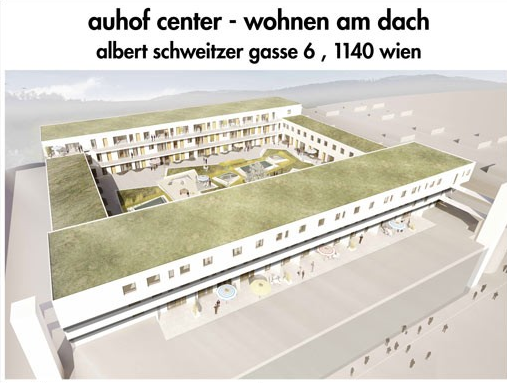 auhof center - wohnen am dach
albert schweitzer gasse 6 , 1140 wien